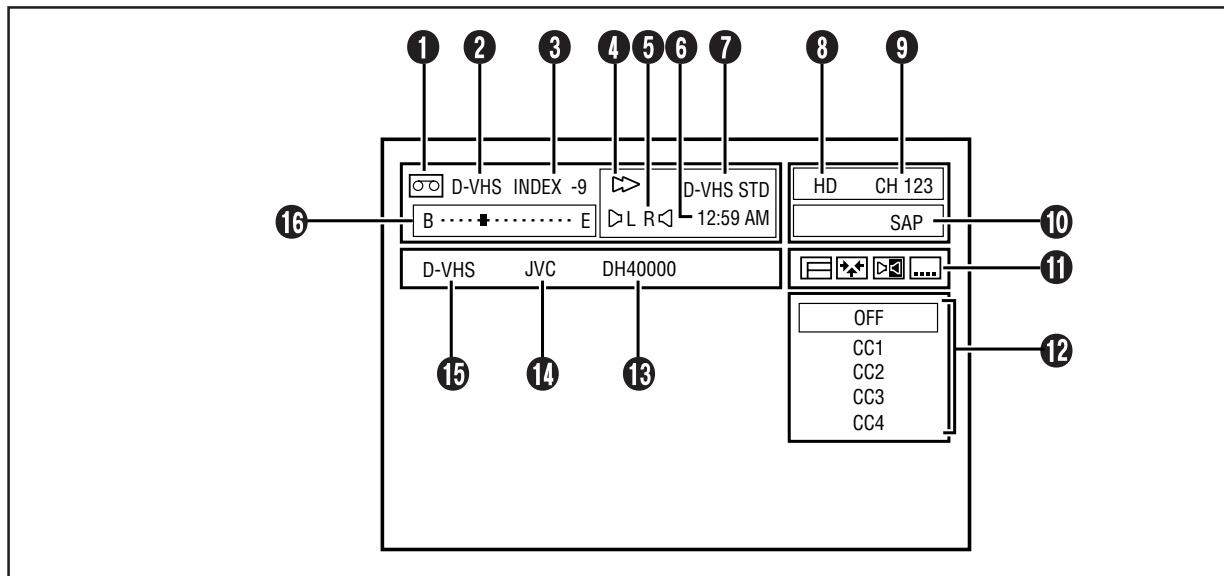 1 2 3 4 5 6 7 8 9
D-VHS INDEX -9 D-VHS STD HD CH 123
16 B E L R 12:59 AM SAP 10
D-VHS JVC DH40000 11
OFF
CC1
CC2
CC3
CC4
12
15 14 13